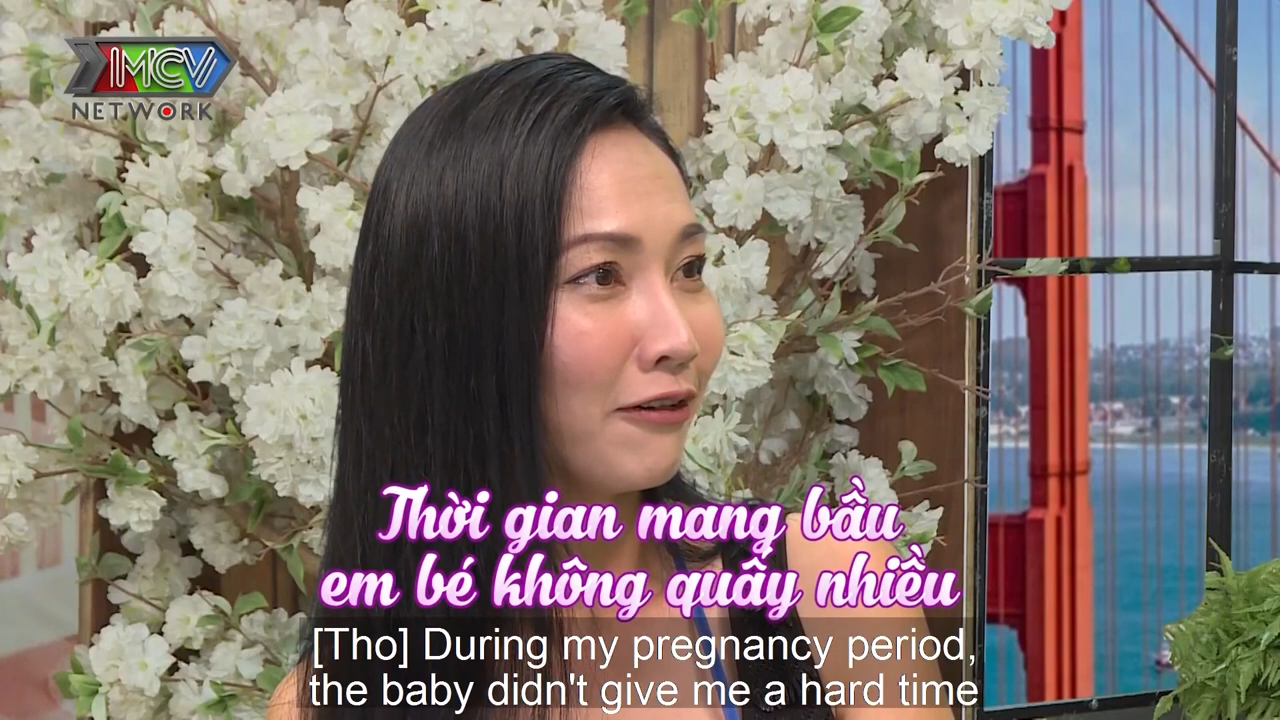 MCV
NETWORK
Thời gian mang bầu
em bé không quấy nhiều
[Tho] During my pregnancy period,
the baby didn't give me a hard time